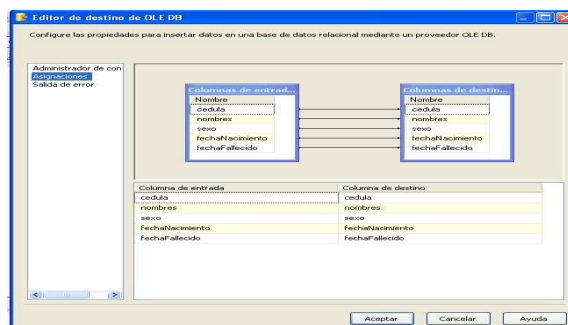 Editor de destino de OLE DB
Configure las propiedades para insertar datos en una base de datos relacional mediante un proveedor OLE DB.
Administrador de con
Asignaciones
Salida de error
Columnas de entrad...
Nombre
cedula
nombres
sexo
fechaNacimiento
fechaFallecido
Columnas de destin...
Nombre
cedula
nombres
sexo
fechaNacimiento
fechaFallecido
Columna de entrada Columna de destino
cedula cedula
nombres nombres
sexo sexo
fechaNacimiento fechaNacimiento
fechaFallecido fechaFallecido
Aceptar Cancelar Ayuda